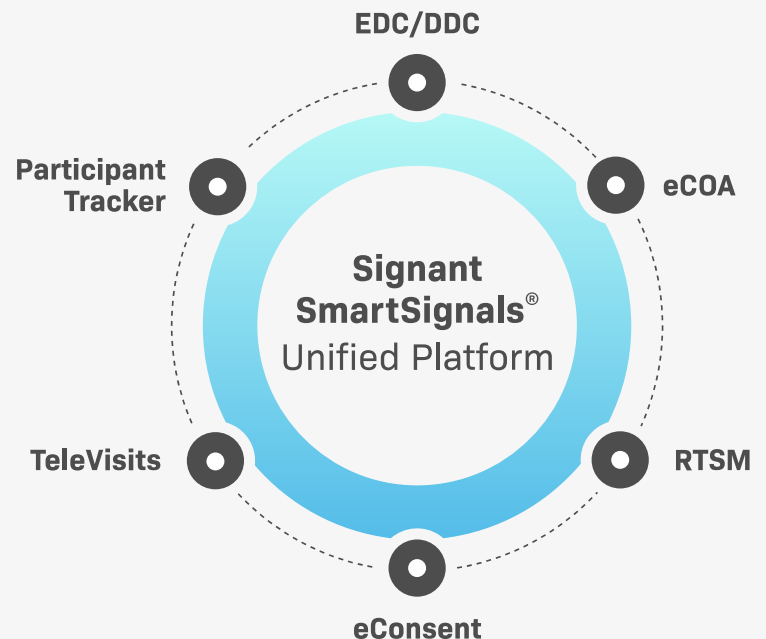 EDC/DDC
Participant
Tracker
eCOA
Signant
SmartSignals®
Unified Platform
TeleVisits
RTSM
eConsent